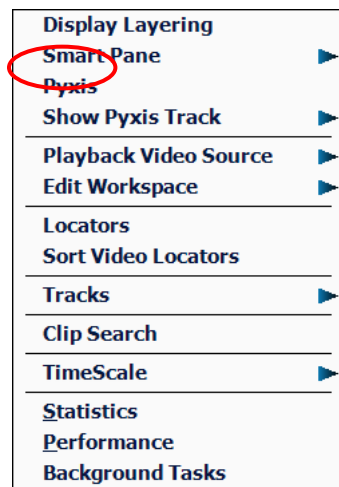 Display Layering
Smart Pane
Pyxis
Show Pyxis Track
Playback Video Source
Edit Workspace
Locators
Sort Video Locators
Tracks
Clip Search
TimeScale
Statistics
Performance
Background Tasks